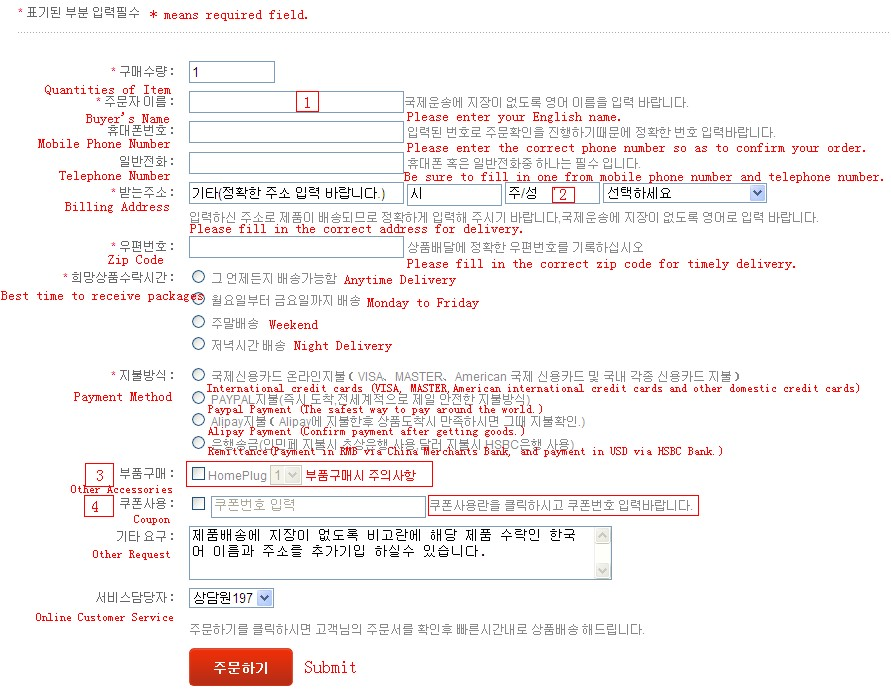 * 표기된 부분 입력필수 * means required field.
* 구매수량: 1
Quantities of Item
* 주문자 이름: 1 국제운송에 지장이 없도록 영어 이름을 입력 바랍니다.
Buyer's Name Please enter your English name.
휴대폰번호: 입력된 번호로 주문확인을 진행하기때문에 정확한 번호 입력바랍니다.
Mobile Phone Number Please enter the correct phone number so as to confirm your order.
일반전화: 휴대폰 혹은 일반전화중 하나는 필수 입니다.
Telephone Number Be sure to fill in one from mobile phone number and telephone number.
* 받는주소: 기타(정확한 주소 입력 바랍니다.) 시 주/성 2 선택하세요
Billing Address
입력하신 주소로 제품이 배송되므로 정확하게 입력해 주시기 바랍니다,국제운송에 지장이 없도록 영어로 입력 바랍니다.
Please fill in the correct address for delivery.
* 우편번호: 상품배달에 정확한 우편번호를 기록하십시오
Zip Code Please fill in the correct zip code for timely delivery.
* 희망상품수락시간: 그 언제든지 배송가능함 Anytime Delivery
Best time to receive packages 월요일부터 금요일까지 배송 Monday to Friday
주말배송 Weekend
저녁시간 배송 Night Delivery
* 지불방식: 국제신용카드 온라인지불 ( VISA、MASTER、American 국제 신용카드 및 국내 각종 신용카드 지불 )
Payment Method International credit cards (VISA, MASTER,American international credit cards and other domestic credit cards)
PAYPAL지불(즉시 도착,전세계적으로 제일 안전한 지불방식)
Paypal Payment (The safest way to pay around the world.)
Alipay지불 ( Alipay에 지불한후 상품도착시 만족하시면 그때 지불확인.)
Alipay Payment (Confirm payment after getting goods.)
은행송금(인민폐 지불시 초상은행 사용,달러 지불시 HSBC은행 사용)
Remittance(Payment in RMB via China Merchants Bank, and payment in USD via HSBC Bank.)
3 부품구매: HomePlug 1 부품구매시 주의사항
Other Accessories
4 쿠폰사용: 쿠폰번호 입력 쿠폰사용란을 클릭하시고 쿠폰번호 입력바랍니다.
Coupon
기타 요구: 제품배송에 지장이 없도록 비고란에 해당 제품 수락인 한국
어 이름과 주소를 추가기입 하실수 있습니다.
Other Request
서비스담당자: 상담원197
Online Customer Service
주문하기를 클릭하시면 고객님의 주문서를 확인후 빠른시간내로 상품배송 해드립니다.
주문하기 Submit